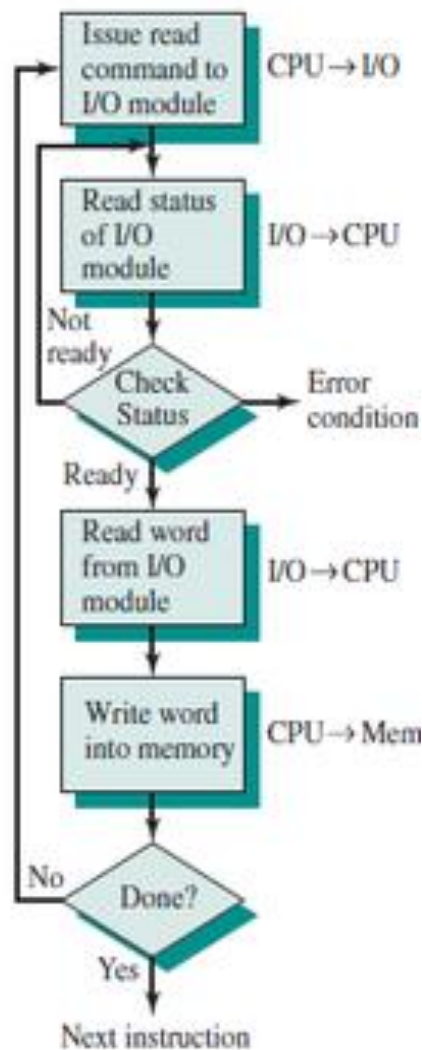 Issue read
command to
I/O module
CPU → I/O
Read status
of I/O
module
I/O → CPU
Not
ready
Check
Status
Error
condition
Ready
Read word
from I/O
module
I/O → CPU
Write word
into memory
CPU → Mem
No
Done?
Yes
Next instruction